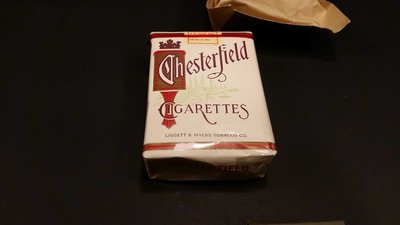 Chesterfield
CIGARETTES
LIGGETT & MYERS TOBACCO CO.